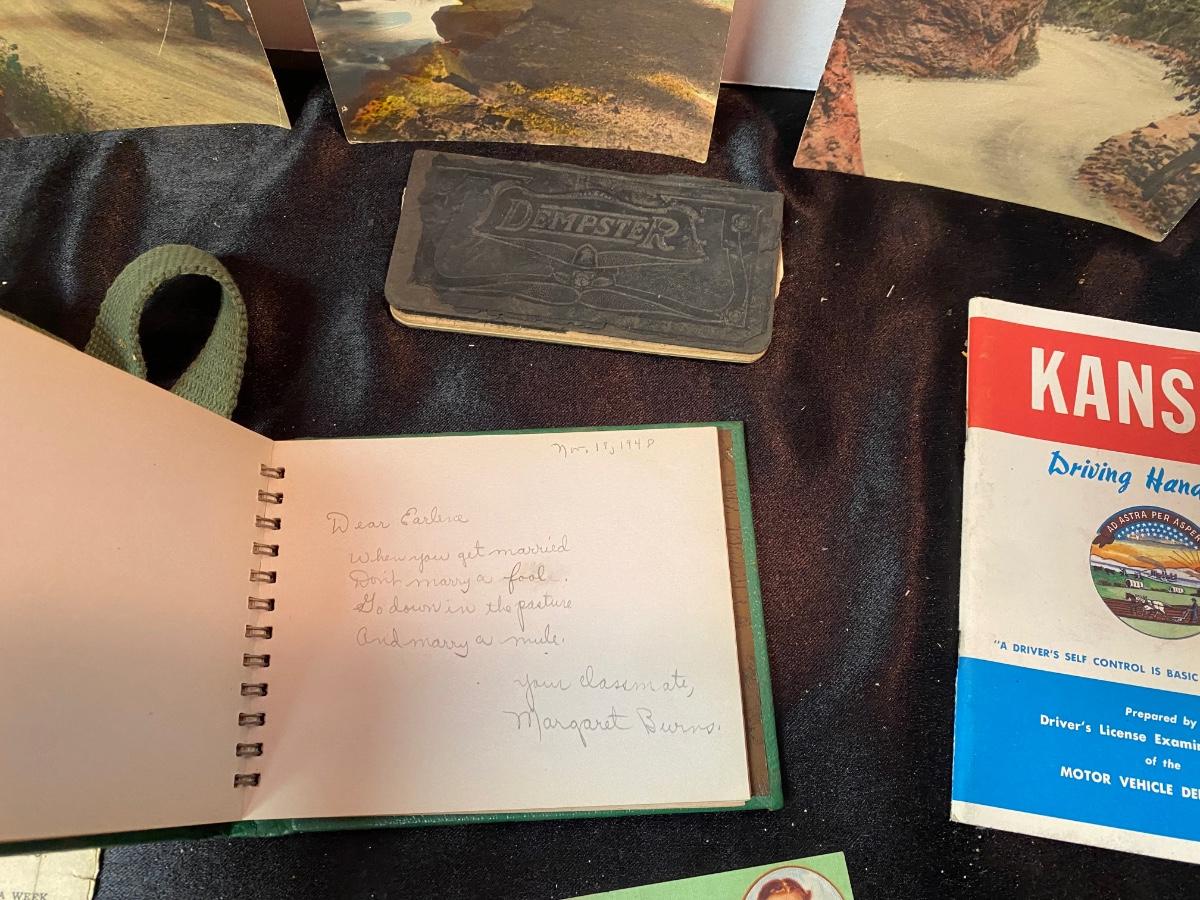 DEMPSTER
KANS
Driving Hand
AD ASTRA PER ASPER
"A DRIVER'S SELF CONTROL IS BASIC
Prepared by
Driver's License Examin
of the
MOTOR VEHICLE DE
Nov. 18, 1948
Dear Earlene
When you get married
Don't marry a fool.
Go down in the pasture
And marry a mule.
your classmate,
Margaret Burns.
A WEEK